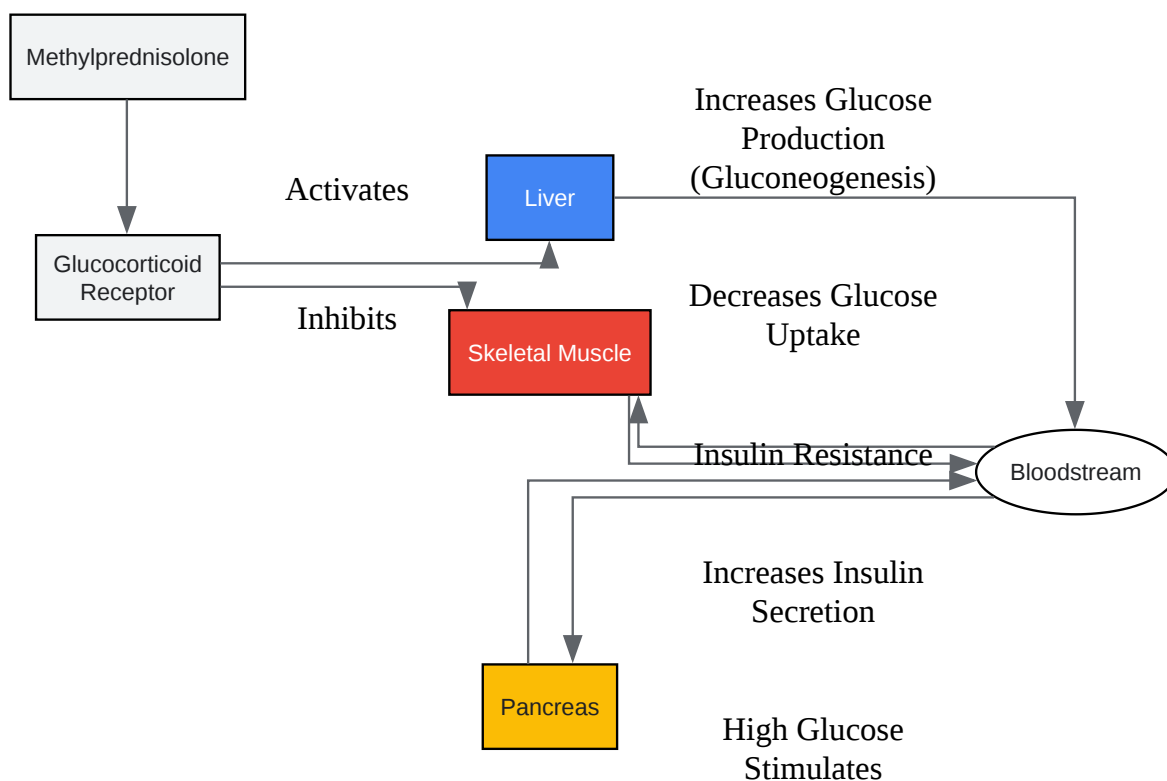 Methylprednisolone
Increases Glucose
Production
(Gluconeogenesis)
Activates
Liver
Glucocorticoid
Receptor
Decreases Glucose
Uptake
Inhibits
Skeletal Muscle
Insulin Resistance
Bloodstream
Increases Insulin
Secretion
Pancreas
High Glucose
Stimulates